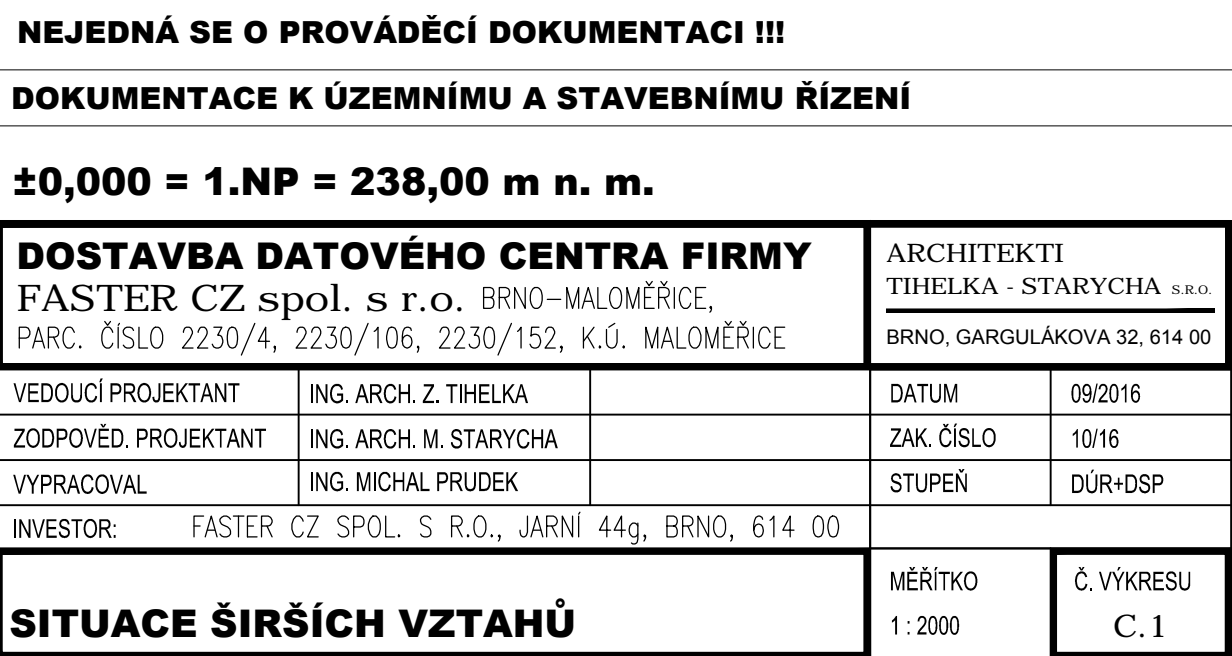 NEJEDNÁ SE O PROVÁDĚCÍ DOKUMENTACI !!!
DOKUMENTACE K ÚZEMNÍMU A STAVEBNÍMU ŘÍZENÍ
±0,000 = 1.NP = 238,00 m n. m.
DOSTAVBA DATOVÉHO CENTRA FIRMY
FASTER CZ spol. s r.o. BRNO-MALOMĚŘICE,
PARC. ČÍSLO 2230/4, 2230/106, 2230/152, K.Ú. MALOMĚŘICE
ARCHITEKTI
TIHELKA - STARYCHA S.R.O.
BRNO, GARGULÁKOVA 32, 614 00
VEDOUCÍ PROJEKTANT ING. ARCH. Z. TIHELKA DATUM 09/2016
ZODPOVĚD. PROJEKTANT ING. ARCH. M. STARYCHA ZAK. ČÍSLO 10/16
VYPRACOVAL ING. MICHAL PRUDEK STUPEŇ DÚR+DSP
INVESTOR: FASTER CZ SPOL. S R.O., JARNÍ 44g, BRNO, 614 00
SITUACE ŠIRŠÍCH VZTAHŮ
MĚŘÍTKO
1 : 2000
Č. VÝKRESU
C.1